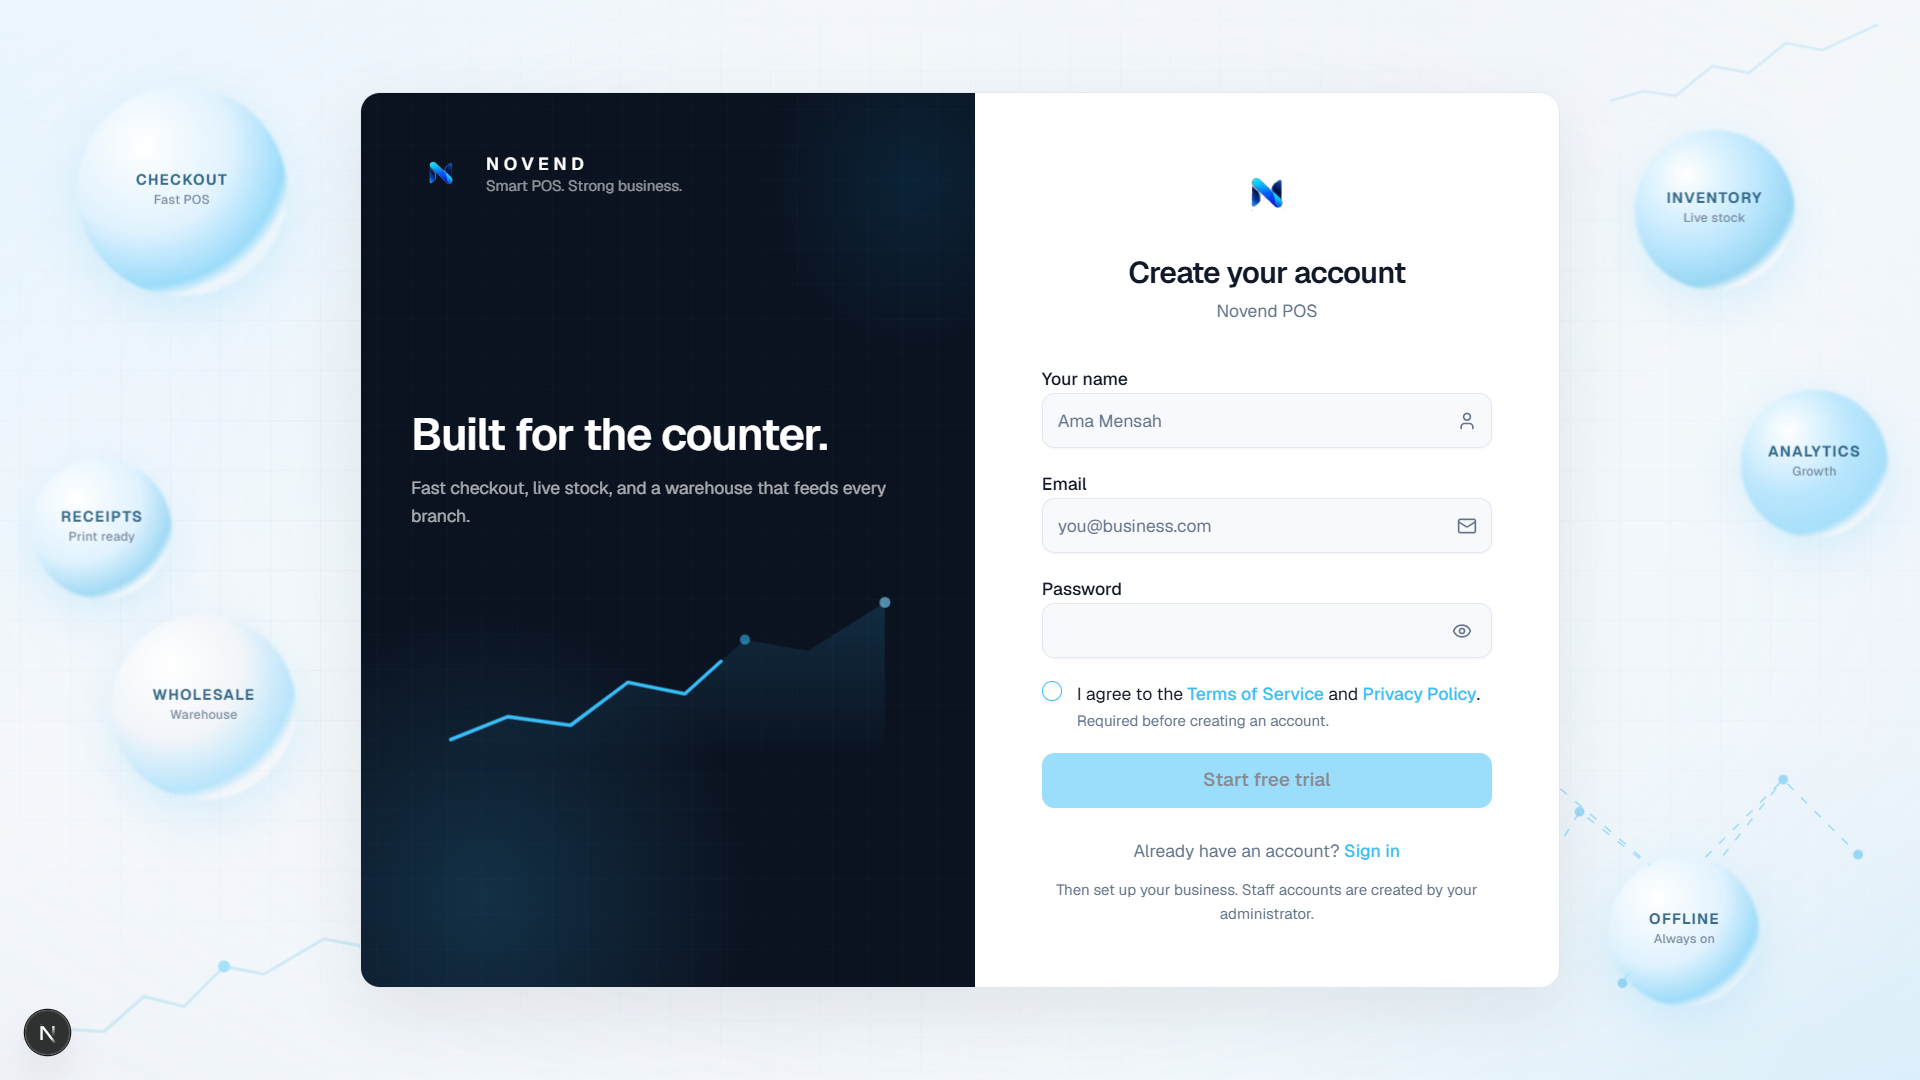 CHECKOUT
Fast POS
RECEIPTS
Print ready
WHOLESALE
Warehouse
NOVEND
Smart POS. Strong business.
Built for the counter.
Fast checkout, live stock, and a warehouse that feeds every
branch.
Create your account
Novend POS
Your name
Ama Mensah
Email
you@business.com
Password
I agree to the Terms of Service and Privacy Policy.
Required before creating an account.
Start free trial
Already have an account? Sign in
Then set up your business. Staff accounts are created by your
administrator.
INVENTORY
Live stock
ANALYTICS
Growth
OFFLINE
Always on